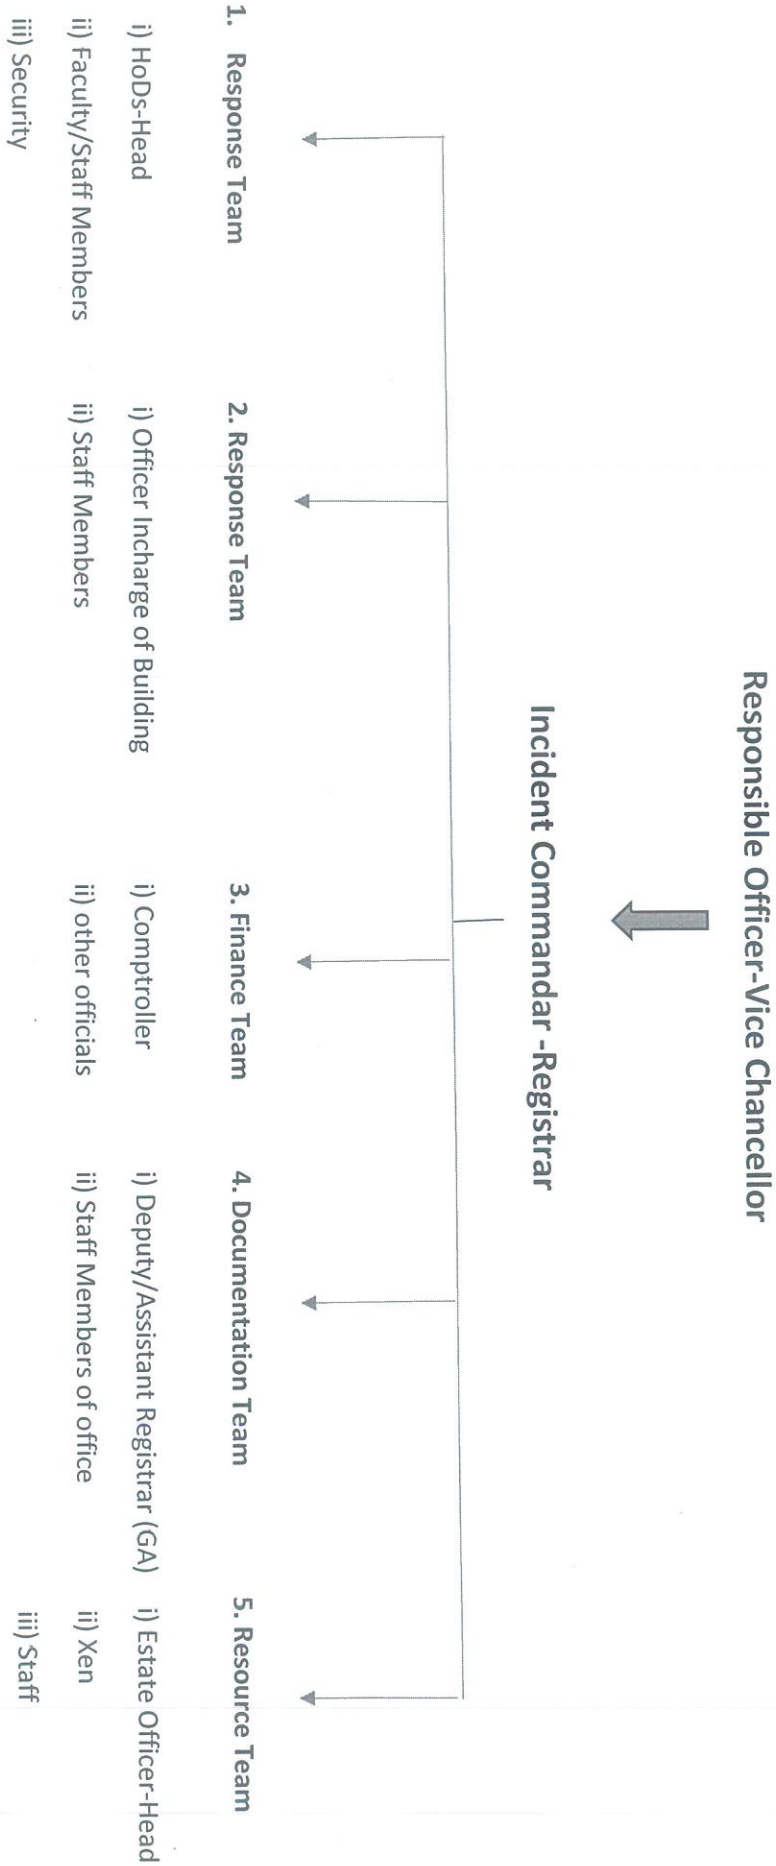 Responsible Officer-Vice Chancellor
Incident Commandar -Registrar
1. Response Team
i) HoDs-Head
ii) Faculty/Staff Members
iii) Security
2. Response Team
i) Officer Incharge of Building
ii) Staff Members
3. Finance Team
i) Comptroller
ii) other officials
4. Documentation Team
i) Deputy/Assistant Registrar (GA)
ii) Staff Members of office
5. Resource Team
i) Estate Officer-Head
ii) Xen
iii) Staff